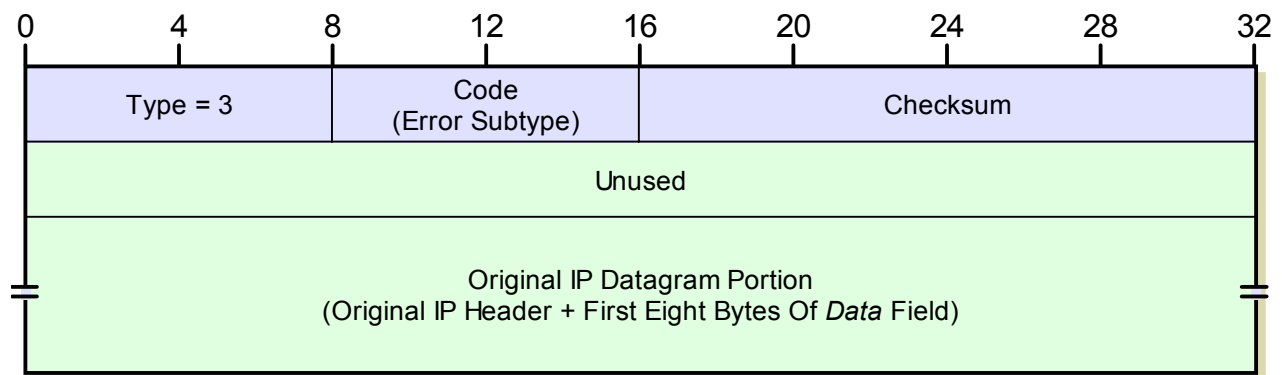 0 4 8 12 16 20 24 28 32
Type = 3
Code
(Error Subtype)
Checksum
Unused
Original IP Datagram Portion
(Original IP Header + First Eight Bytes Of Data Field)